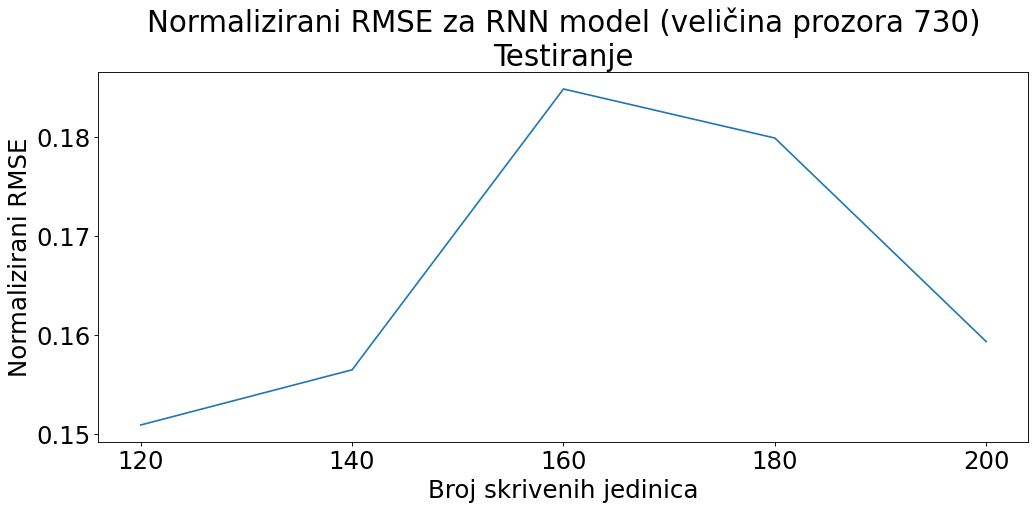 Normalizirani RMSE za RNN model (veličina prozora 730)
Testiranje
Normalizirani RMSE
0.18
0.17
0.16
0.15
120 140 160 180 200
Broj skrivenih jedinica